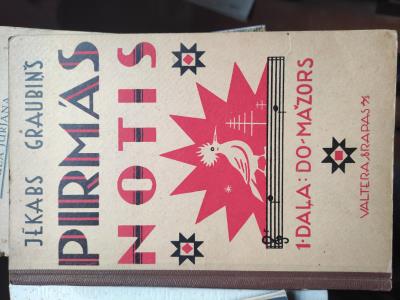 JĒKABS GRAUBIŅŠ
PIRMĀS
NOTIS
1·DAĻA: DO-MAŽORS
VALTERA,&RAPAS A/S